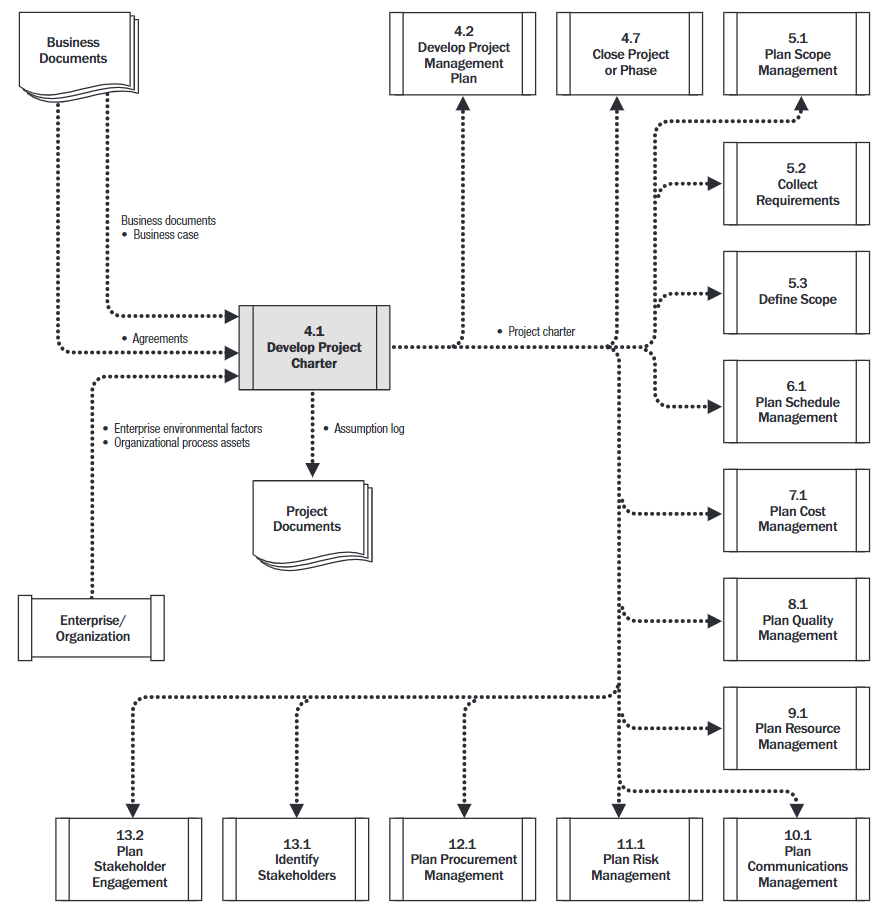 Business
Documents
4.2
Develop Project
Management
Plan
4.7
Close Project
or Phase
5.1
Plan Scope
Management
5.2
Collect
Requirements
Business documents
• Business case
5.3
Define Scope
4.1
Develop Project
Charter
• Project charter
• Agreements
6.1
Plan Schedule
Management
• Enterprise environmental factors
• Organizational process assets
• Assumption log
Project
Documents
7.1
Plan Cost
Management
Enterprise/
Organization
8.1
Plan Quality
Management
9.1
Plan Resource
Management
13.2
Plan
Stakeholder
Engagement
13.1
Identify
Stakeholders
12.1
Plan Procurement
Management
11.1
Plan Risk
Management
10.1
Plan
Communications
Management